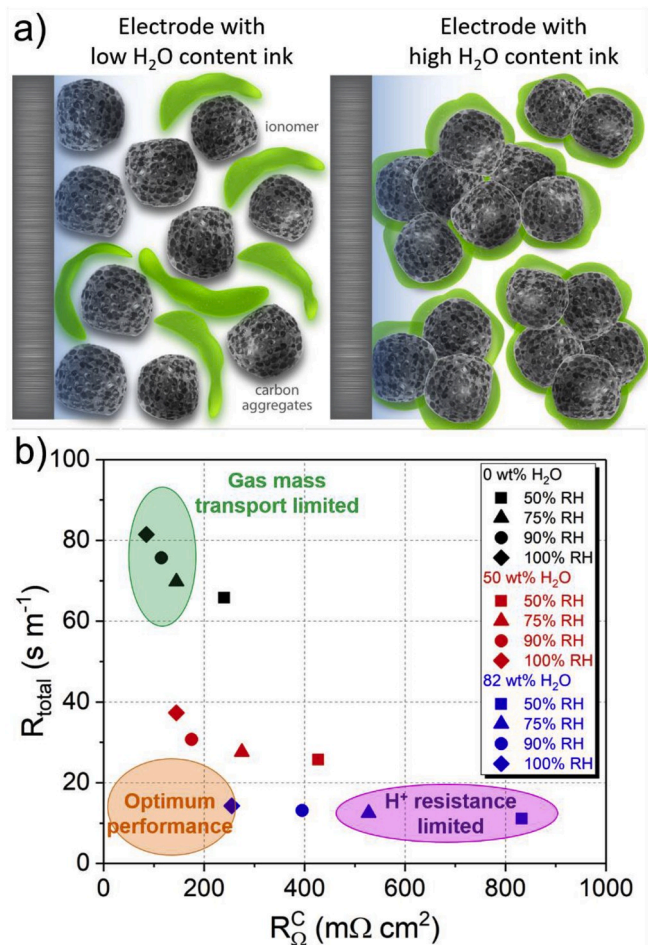 a)
Electrode with
low H₂O content ink
Electrode with
high H₂O content ink
ionomer
carbon
aggregates
b)
100
80
60
40
20
0
R_total (s m⁻¹)
Gas mass
transport limited
Optimum
performance
H⁺ resistance
limited
0 wt% H₂O
50% RH
75% RH
90% RH
100% RH
50 wt% H₂O
50% RH
75% RH
90% RH
100% RH
82 wt% H₂O
50% RH
75% RH
90% RH
100% RH
0 200 400 600 800 1000
R_Ω^C (mΩ cm²)